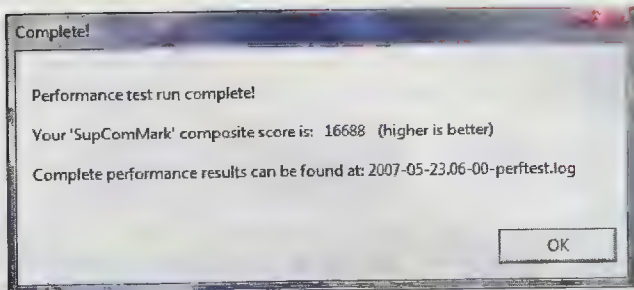 Complete!
Performance test run complete!
Your 'SupComMark' composite score is: 16688 (higher is better)
Complete performance results can be found at: 2007-05-23.06-00-perftest.log
OK